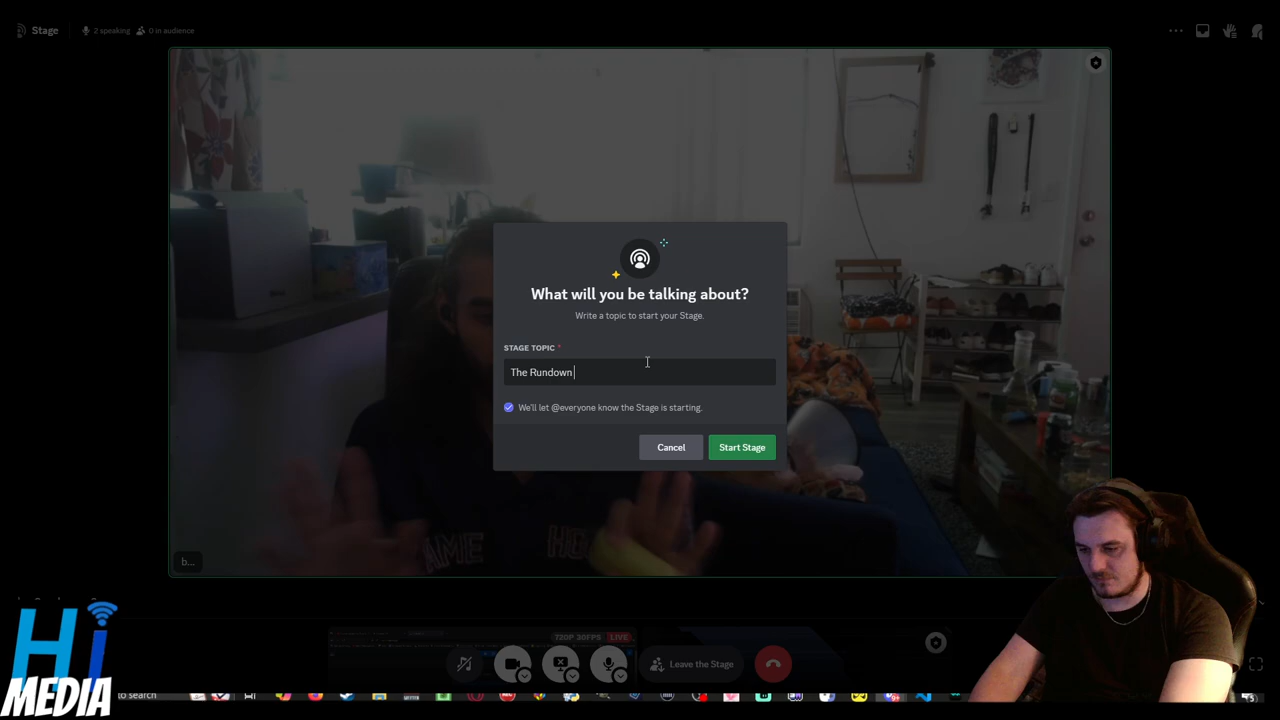 Stage
2 speaking
0 in audience
What will you be talking about?
Write a topic to start your Stage.
STAGE TOPIC *
The Rundown
We'll let @everyone know the Stage is starting.
Cancel
Start Stage
b...
720P 30FPS LIVE
Leave the Stage
Hi
MEDIA
to search